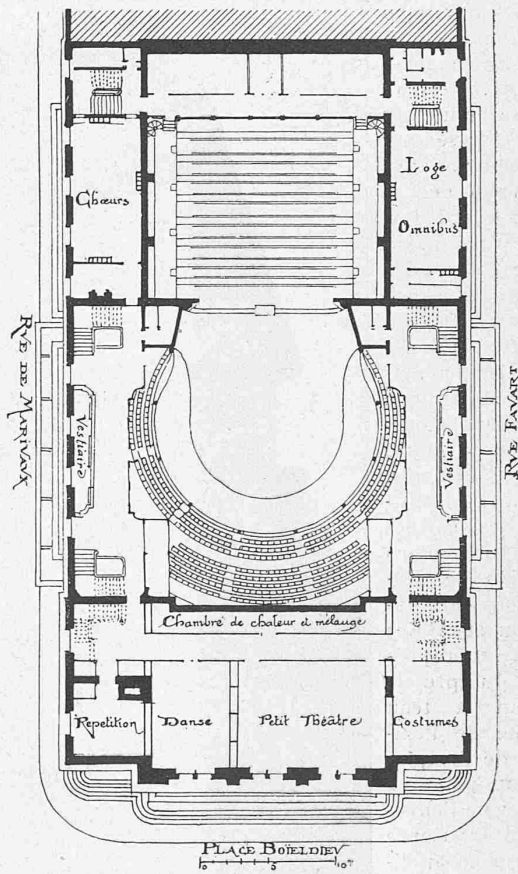 Chœurs
Loge
Omnibus
RUE DE MARIVAUX
Vestiaire
Vestiaire
RUE FAVART
Chambre de chaleur et mélange
Repetition
Danse
Petit Théâtre
Costumes
PLACE BOÏELDIEU
0 5 10m